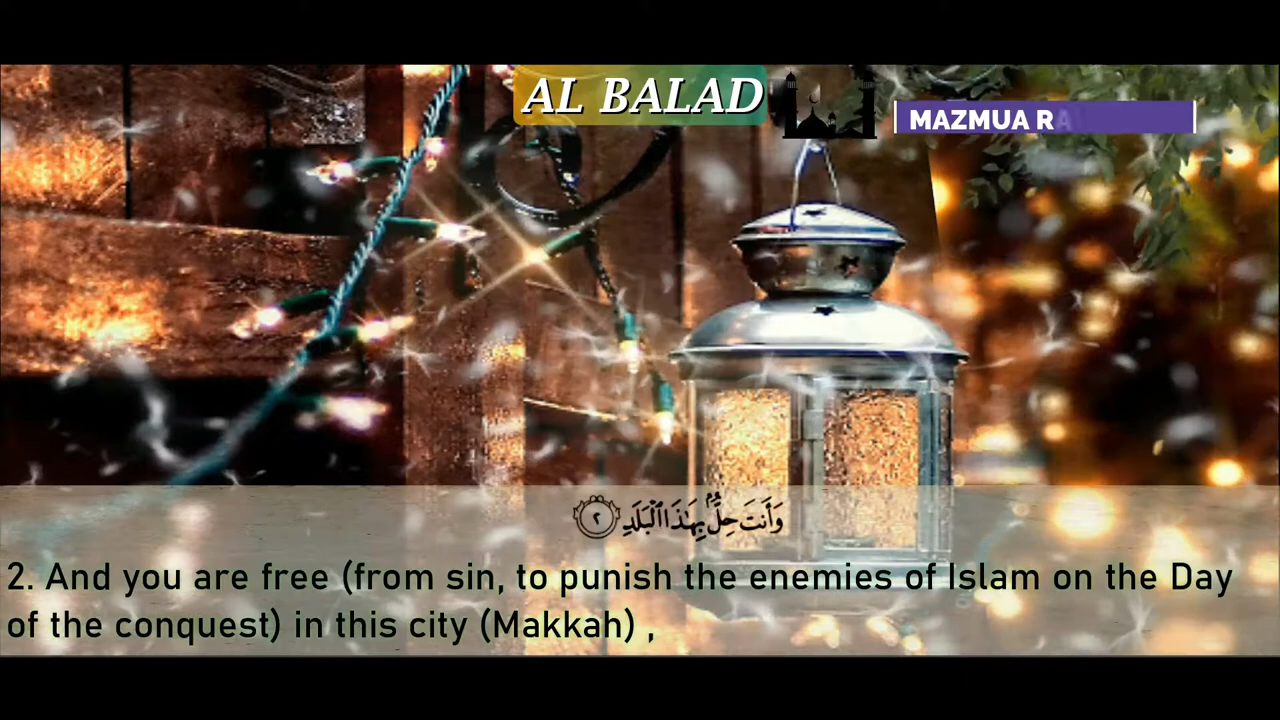 AL BALAD
MAZMUA R
وَأَنتَ حِلٌّۢ بِهَٰذَا ٱلْبَلَدِ ٢
2. And you are free (from sin, to punish the enemies of Islam on the Day
of the conquest) in this city (Makkah) ,